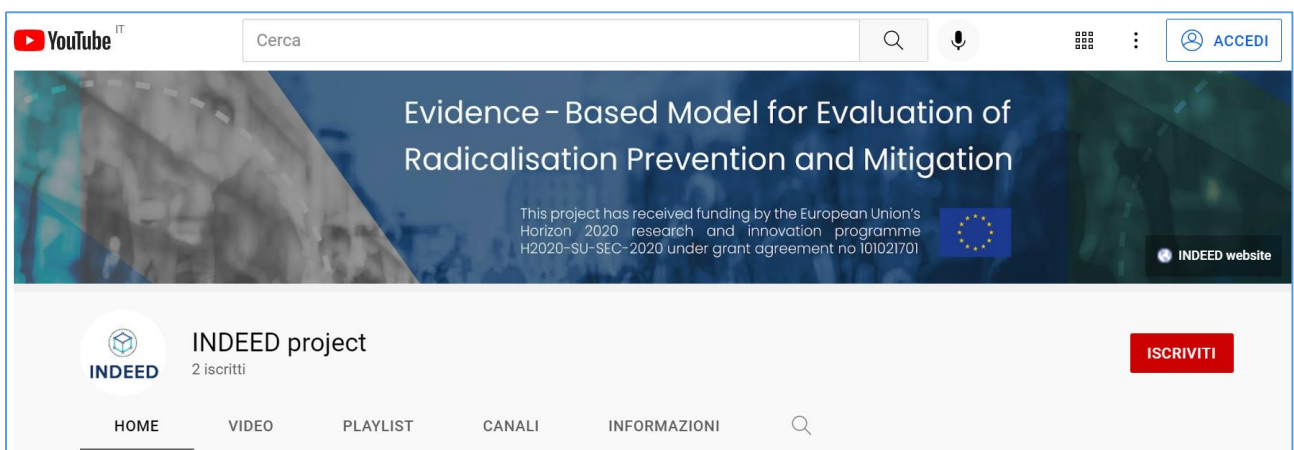 YouTube IT
Cerca
ACCEDI
Evidence - Based Model for Evaluation of
Radicalisation Prevention and Mitigation
This project has received funding by the European Union's
Horizon 2020 research and innovation programme
H2020-SU-SEC-2020 under grant agreement no 101021701
INDEED website
INDEED
INDEED project
2 iscritti
ISCRIVITI
HOME VIDEO PLAYLIST CANALI INFORMAZIONI